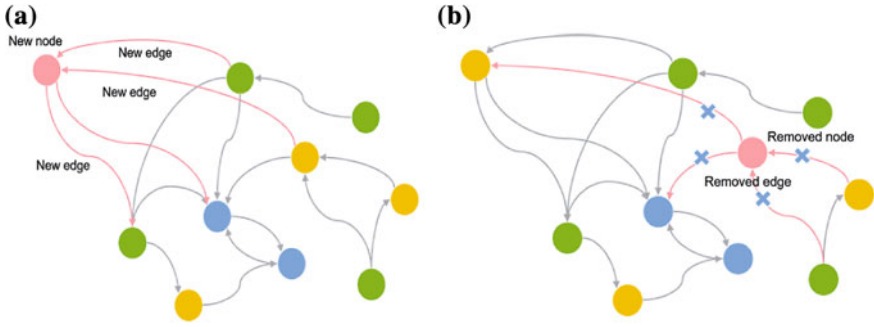 (a)
New node
New edge
New edge
New edge
(b)
Removed node
Removed edge